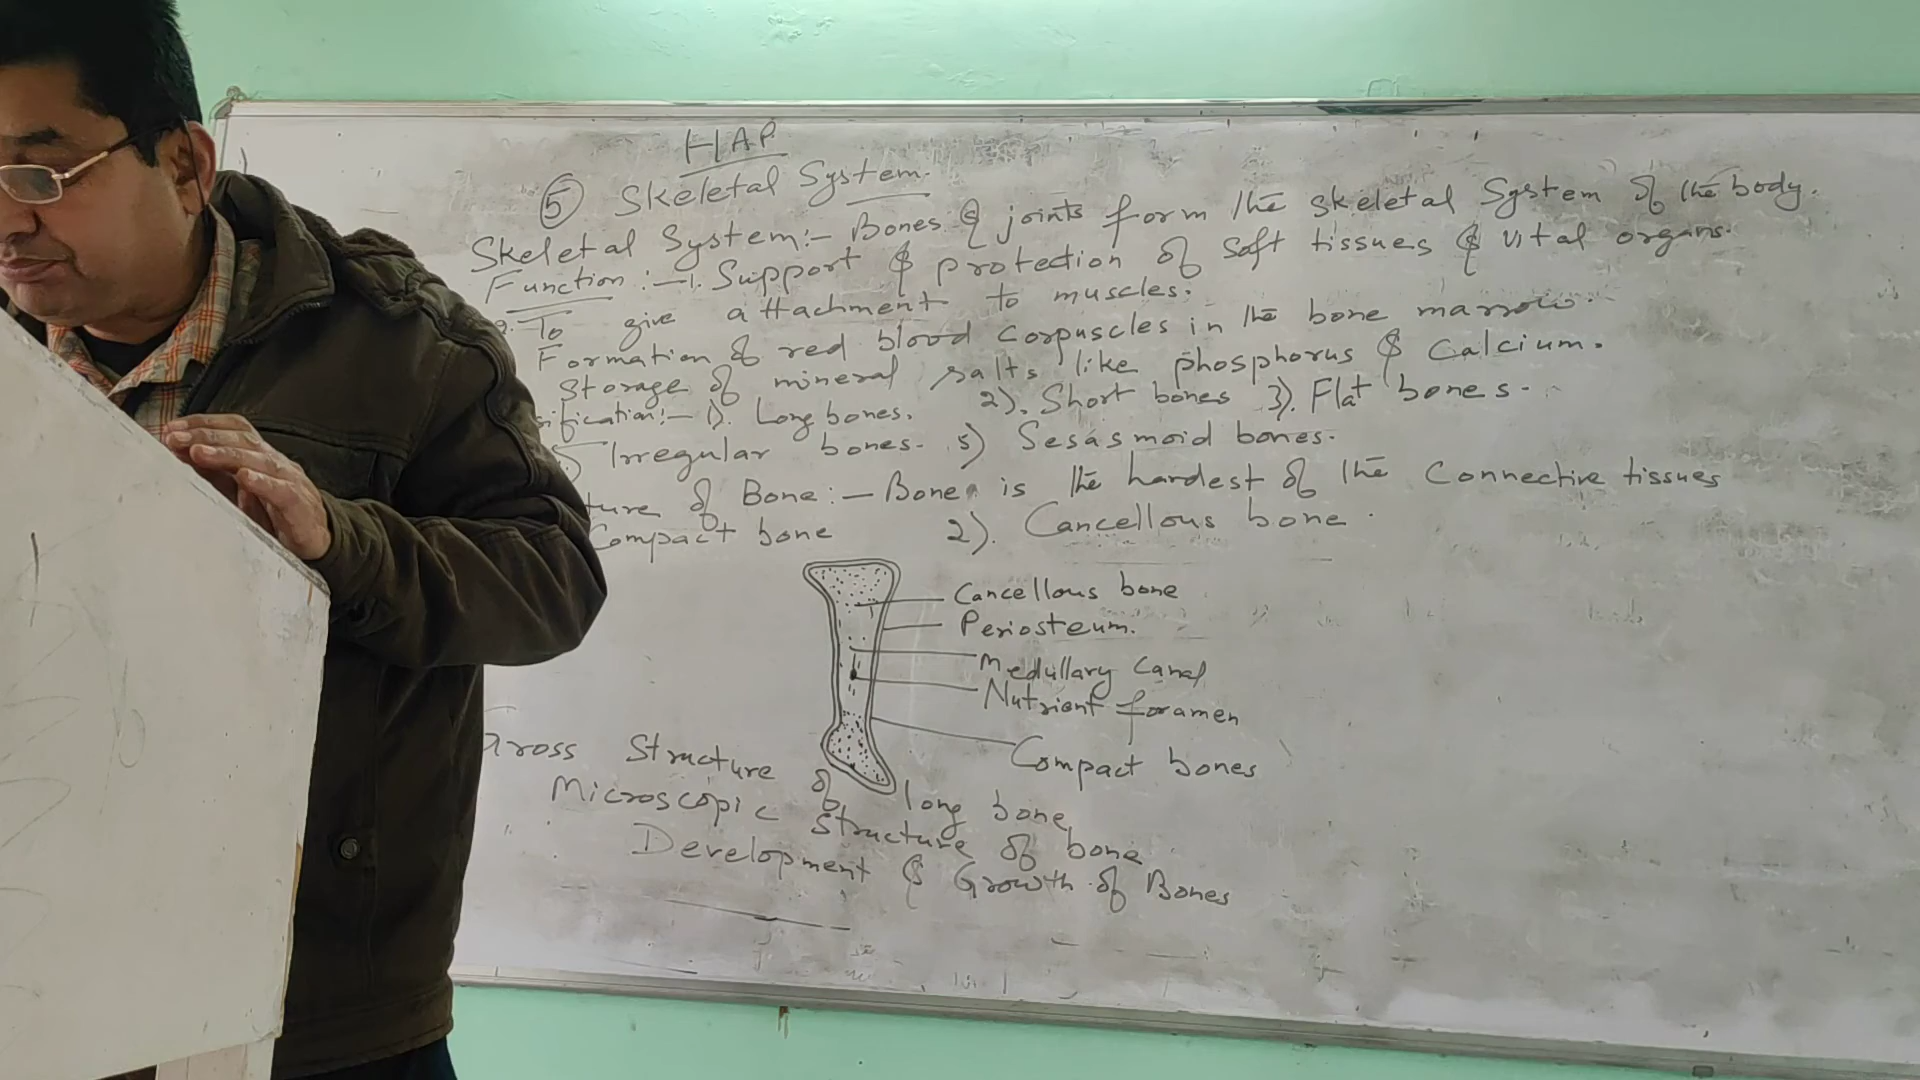 HAP
5 Skeletal System.
Skeletal System:- Bones & joints form the skeletal System of the body.
Function:-1. Support & protection of soft tissues & vital organs.
2. To give attachment to muscles.
Formation of red blood corpuscles in the bone marrow.
Storage of mineral salts like phosphorus & Calcium.
sification:- 1). Long bones. 2). Short bones 3). Flat bones.
Irregular bones. 5) Sesasmoid bones.
ture of Bone:- Bone is the hardest of the Connective tissues
Compact bone 2). Cancellous bone.
Cancellous bone
Periosteum.
Medullary Canal
Nutrient foramen
Compact bones
Gross Structure of long bone
Microscopic Structure of bone
Development & Growth of Bones